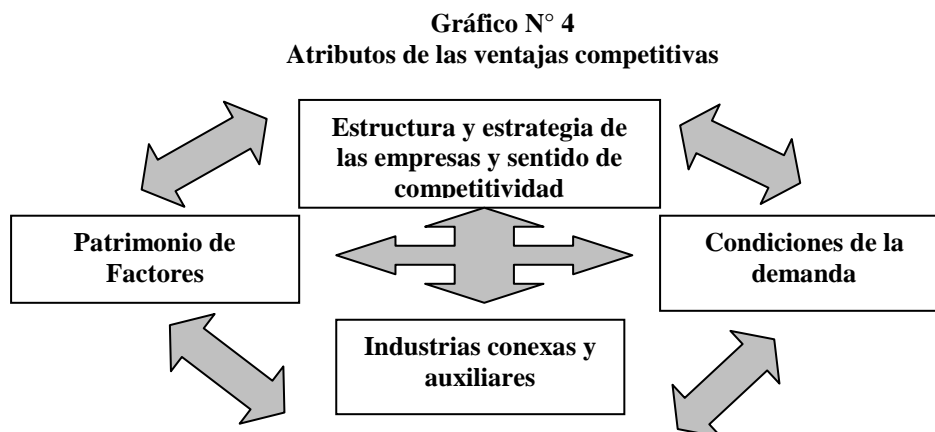 Gráfico N° 4
Atributos de las ventajas competitivas
Estructura y estrategia de
las empresas y sentido de
competitividad
Patrimonio de
Factores
Condiciones de la
demanda
Industrias conexas y
auxiliares